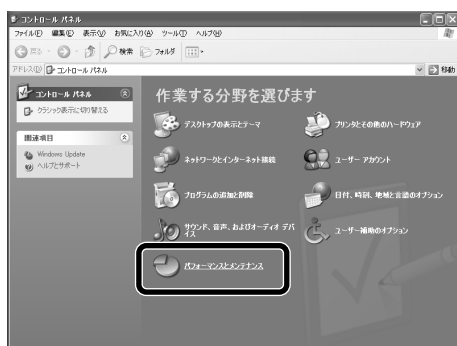 コントロール パネル
ファイル(F) 編集(E) 表示(V) お気に入り(A) ツール(T) ヘルプ(H)
戻る 検索 フォルダ
アドレス(D) コントロール パネル 移動
コントロール パネル
クラシック表示に切り替える
関連項目
Windows Update
ヘルプとサポート
作業する分野を選びます
デスクトップの表示とテーマ
プリンタとその他のハードウェア
ネットワークとインターネット接続
ユーザー アカウント
プログラムの追加と削除
日付、時刻、地域と言語のオプション
サウンド、音声、およびオーディオ デバ
イス
ユーザー補助のオプション
パフォーマンスとメンテナンス